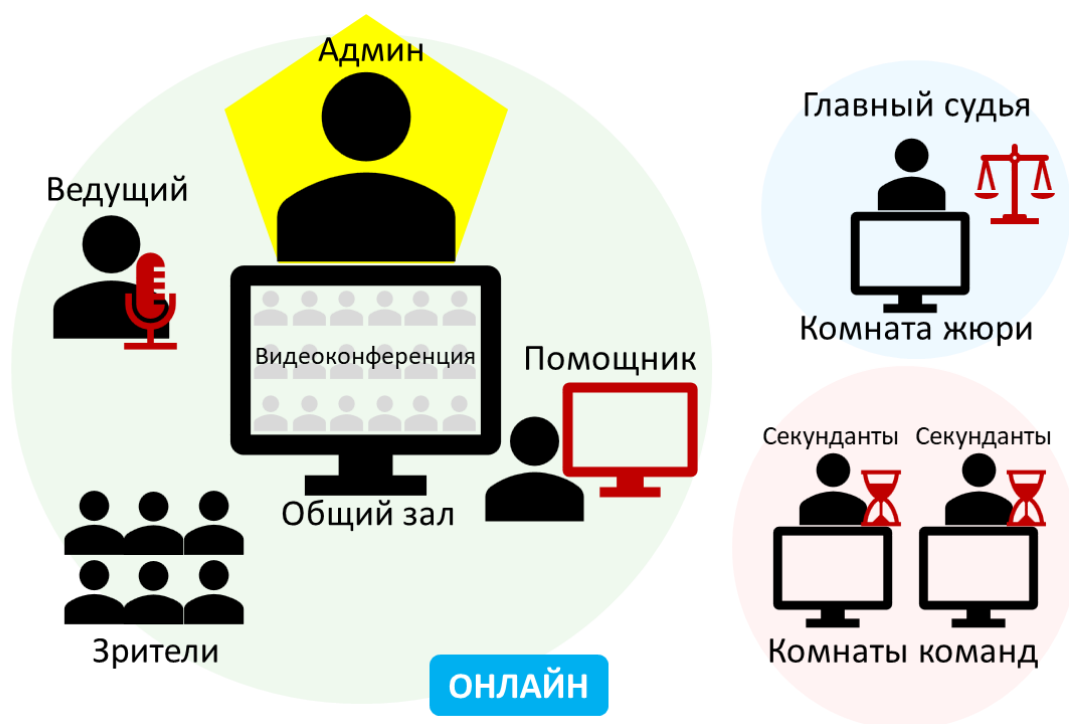 Админ
Ведущий
Видеоконференция
Помощник
Общий зал
Зрители
ОНЛАЙН
Главный судья
Комната жюри
Секунданты Секунданты
Комнаты команд